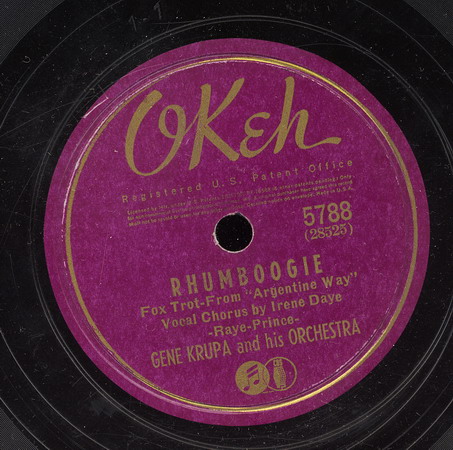 OKeh
Registered U.S. Patent Office
5788
(28525)
RHUMBOOGIE
Fox Trot-From "Argentine Way"
Vocal Chorus by Irene Daye
-Raye-Prince-
GENE KRUPA and his ORCHESTRA